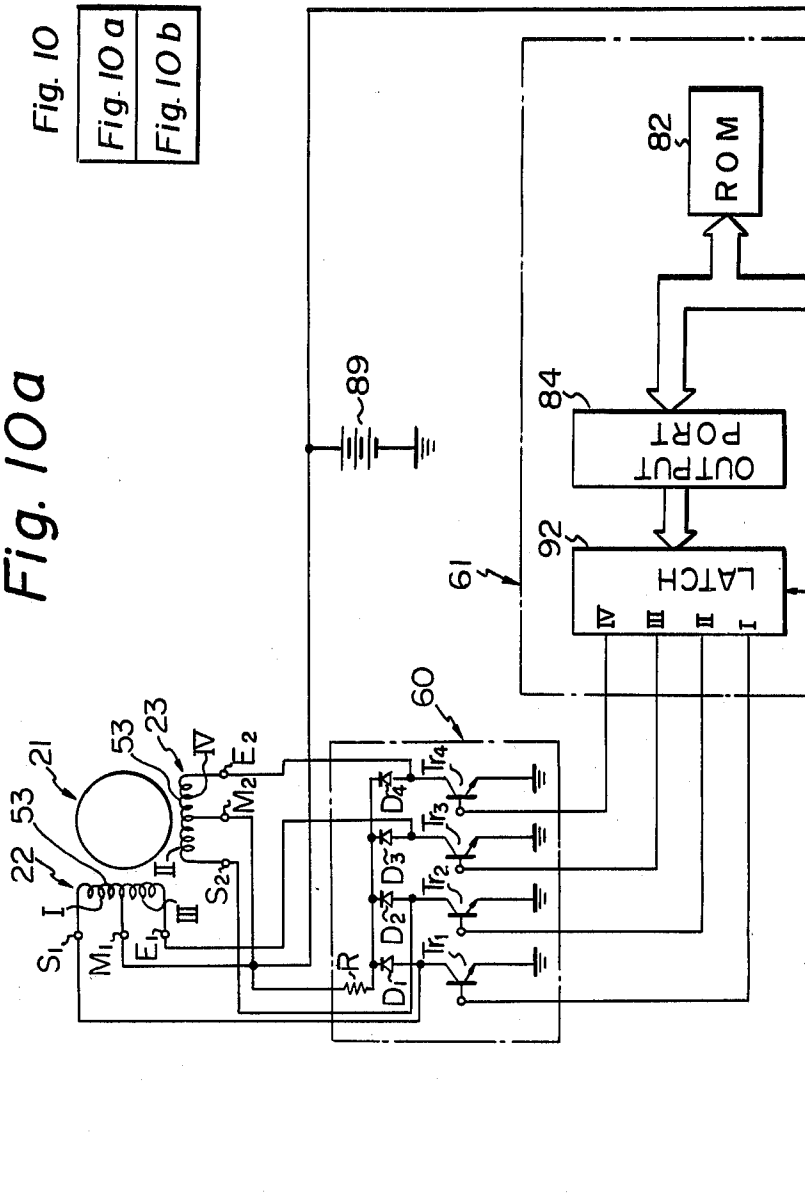 Fig. 10
Fig. 10a
Fig. 10b
Fig. 10a
21
53
22
53
23
I
II
III
IV
S1
M1
E1
S2
M2
E2
89
R
60
D1
D2
D3
D4
Tr1
Tr2
Tr3
Tr4
61
92
LATCH
IV
III
II
I
84
OUTPUT
PORT
82
ROM